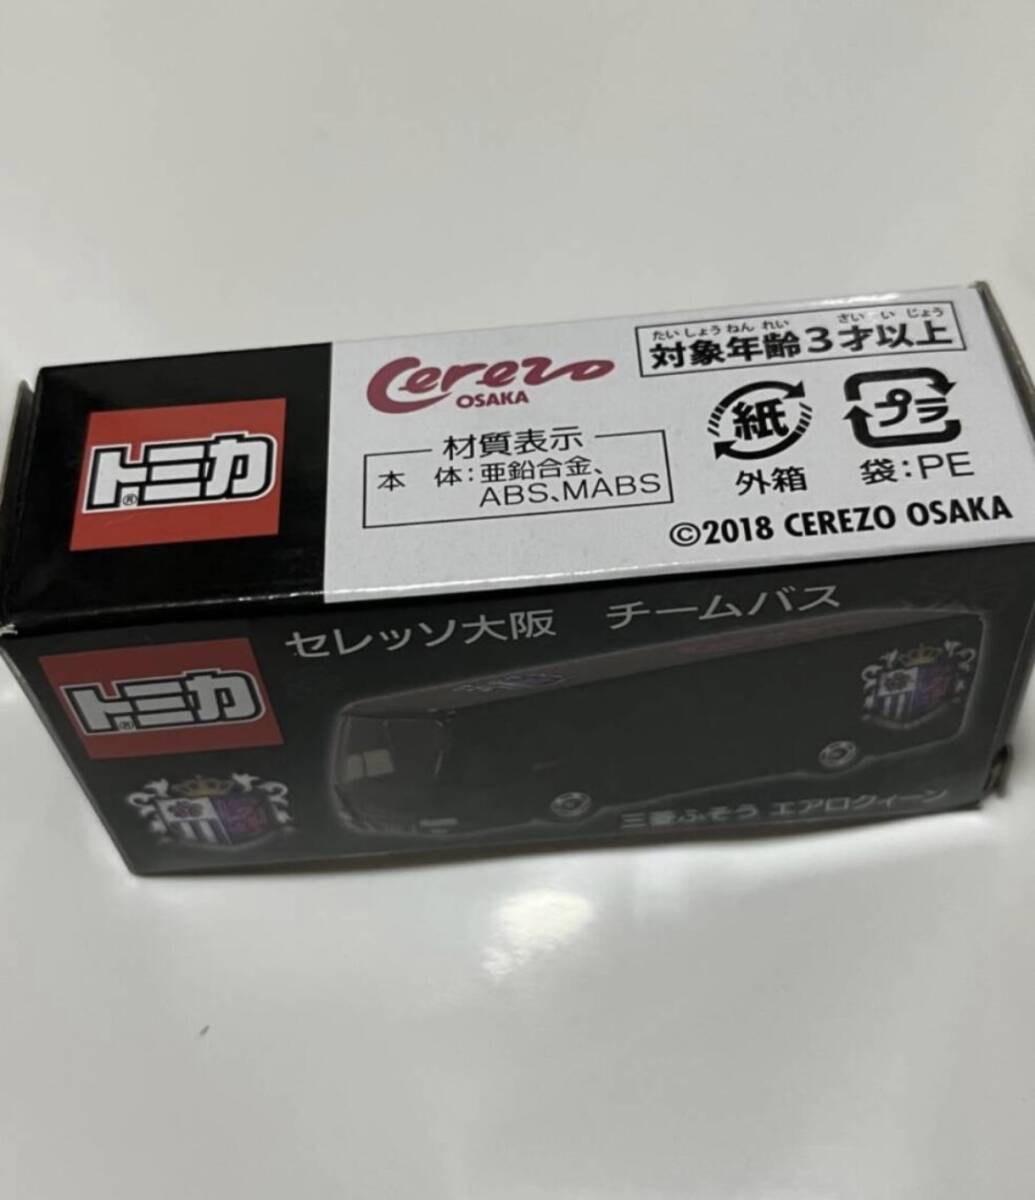 トミカ®
Cerezo
OSAKA
たいしょうねんれい さい い じょう
対象年齢3才以上
材質表示
本 体:亜鉛合金、
ABS、MABS
紙
外箱
プラ
袋:PE
©2018 CEREZO OSAKA
セレッソ大阪 チームバス
トミカ®
三菱ふそう エアロクィーン